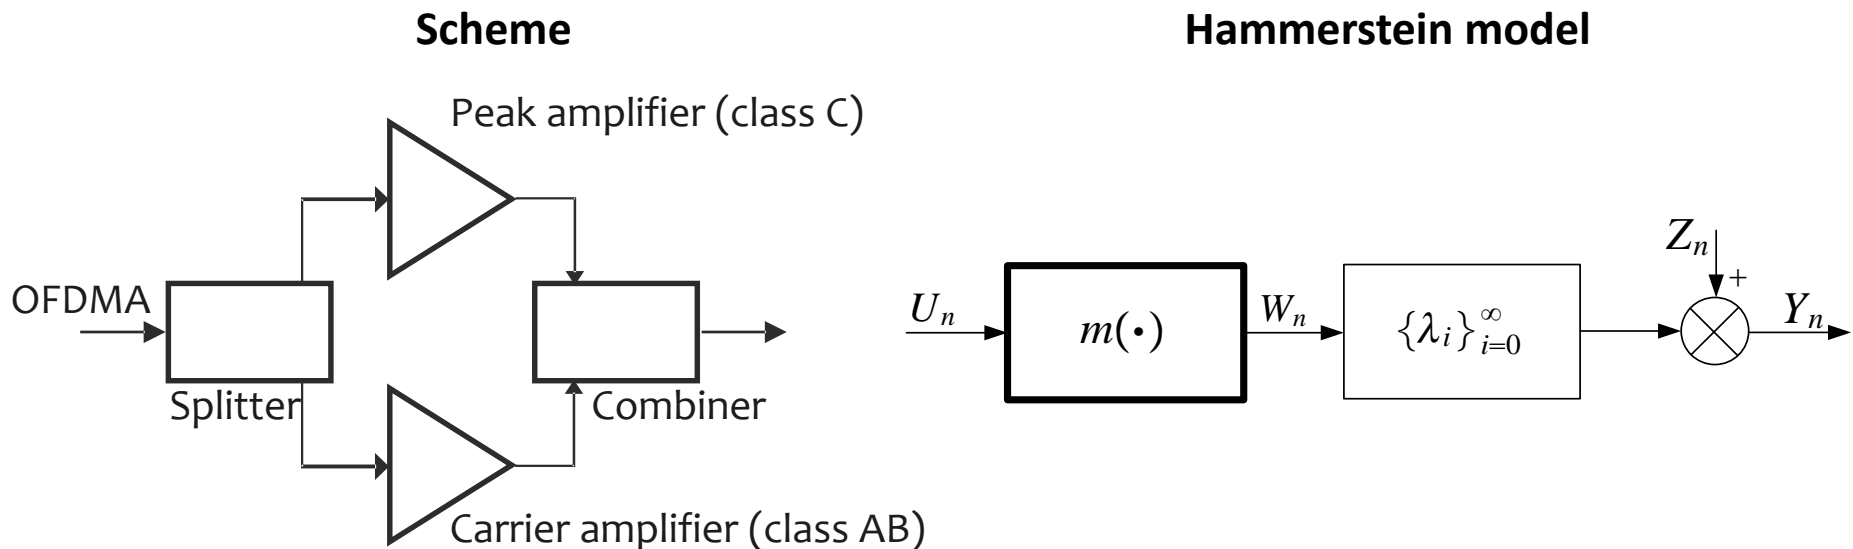 Scheme
Hammerstein model
Peak amplifier (class C)
OFDMA
Splitter
Combiner
Carrier amplifier (class AB)
U_n
m(·)
W_n
{λ_i}_{i=0}^∞
Z_n
+
Y_n